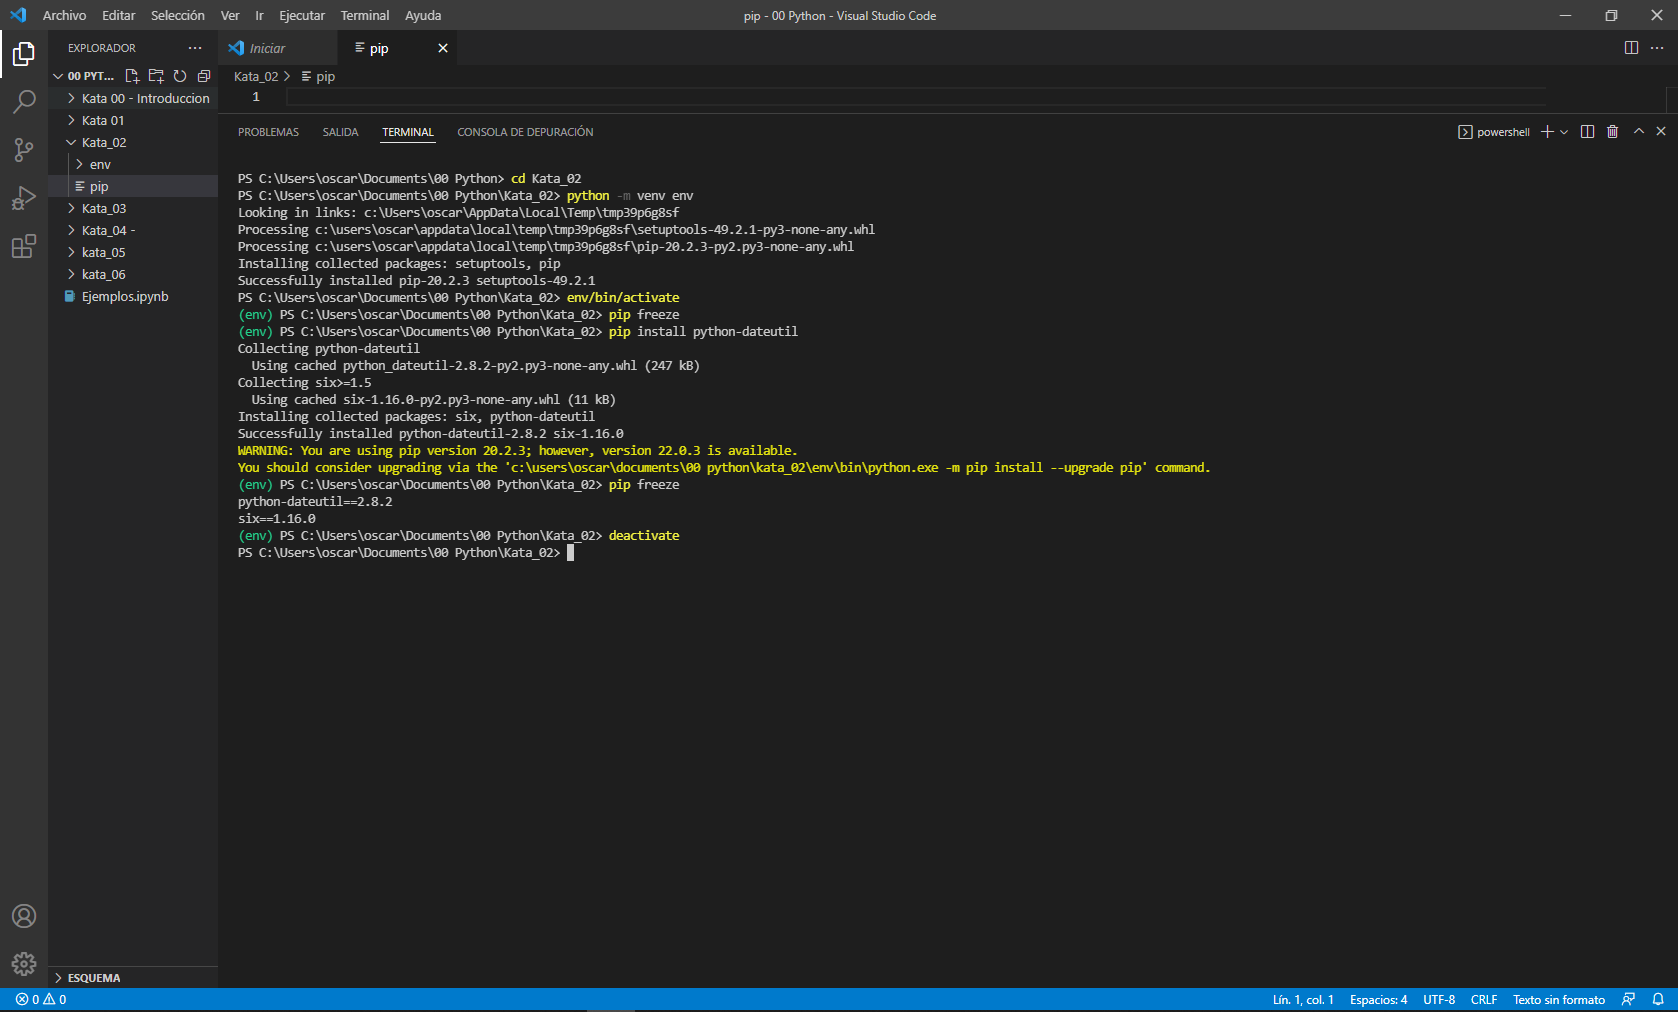 Archivo Editar Selección Ver Ir Ejecutar Terminal Ayuda
pip - 00 Python - Visual Studio Code
EXPLORADOR
00 PYT...
Kata 00 - Introduccion
Kata 01
Kata_02
env
pip
Kata_03
Kata_04 -
kata_05
kata_06
Ejemplos.ipynb
ESQUEMA
Iniciar
pip
Kata_02 > pip
1
PROBLEMAS SALIDA TERMINAL CONSOLA DE DEPURACIÓN
powershell
PS C:\Users\oscar\Documents\00 Python> cd Kata_02
PS C:\Users\oscar\Documents\00 Python\Kata_02> python -m venv env
Looking in links: c:\Users\oscar\AppData\Local\Temp\tmp39p6g8sf
Processing c:\users\oscar\appdata\local\temp\tmp39p6g8sf\setuptools-49.2.1-py3-none-any.whl
Processing c:\users\oscar\appdata\local\temp\tmp39p6g8sf\pip-20.2.3-py2.py3-none-any.whl
Installing collected packages: setuptools, pip
Successfully installed pip-20.2.3 setuptools-49.2.1
PS C:\Users\oscar\Documents\00 Python\Kata_02> env/bin/activate
(env) PS C:\Users\oscar\Documents\00 Python\Kata_02> pip freeze
(env) PS C:\Users\oscar\Documents\00 Python\Kata_02> pip install python-dateutil
Collecting python-dateutil
  Using cached python_dateutil-2.8.2-py2.py3-none-any.whl (247 kB)
Collecting six>=1.5
  Using cached six-1.16.0-py2.py3-none-any.whl (11 kB)
Installing collected packages: six, python-dateutil
Successfully installed python-dateutil-2.8.2 six-1.16.0
WARNING: You are using pip version 20.2.3; however, version 22.0.3 is available.
You should consider upgrading via the 'c:\users\oscar\documents\00 python\kata_02\env\bin\python.exe -m pip install --upgrade pip' command.
(env) PS C:\Users\oscar\Documents\00 Python\Kata_02> pip freeze
python-dateutil==2.8.2
six==1.16.0
(env) PS C:\Users\oscar\Documents\00 Python\Kata_02> deactivate
PS C:\Users\oscar\Documents\00 Python\Kata_02>
0 0
Lín. 1, col. 1 Espacios: 4 UTF-8 CRLF Texto sin formato